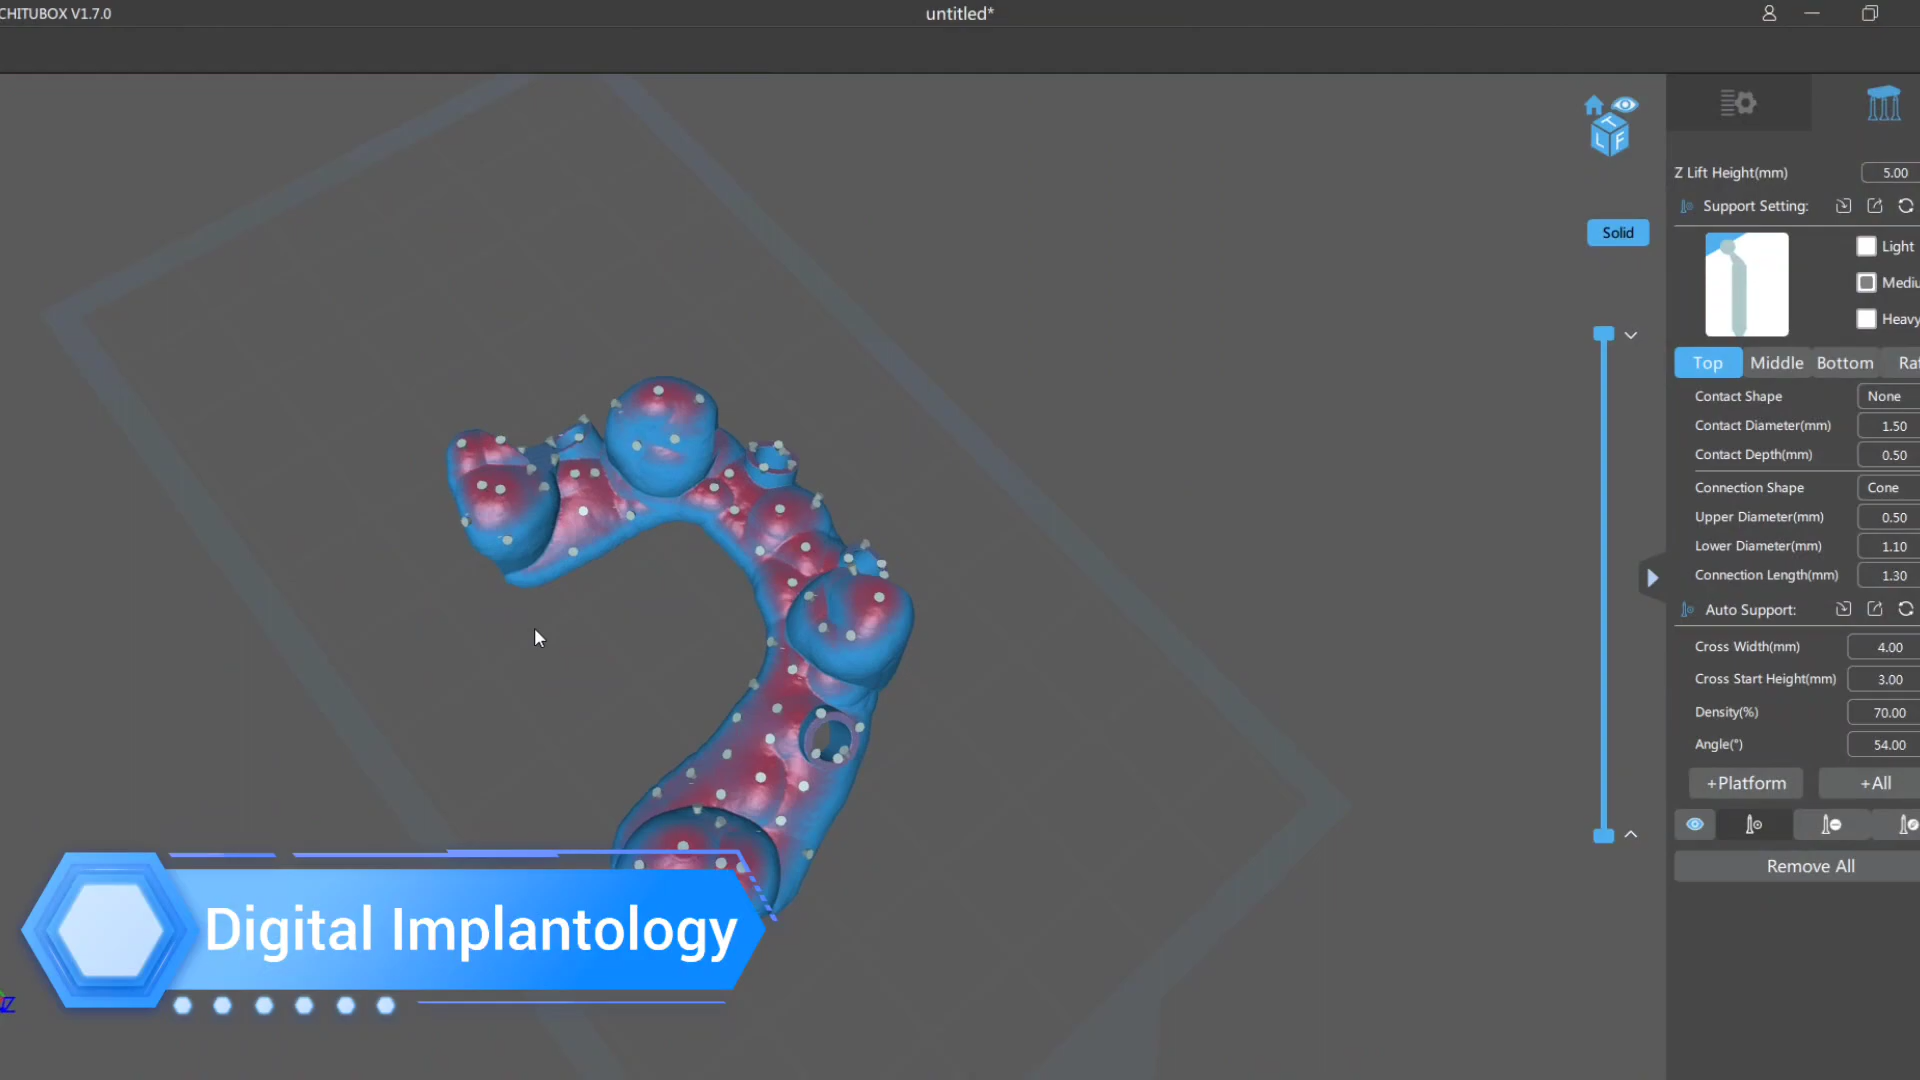 CHITUBOX V1.7.0
untitled*
T
L F
Solid
Z Lift Height(mm) 5.00
Support Setting:
Light
Mediu
Heavy
Top Middle Bottom Raf
Contact Shape None
Contact Diameter(mm) 1.50
Contact Depth(mm) 0.50
Connection Shape Cone
Upper Diameter(mm) 0.50
Lower Diameter(mm) 1.10
Connection Length(mm) 1.30
Auto Support:
Cross Width(mm) 4.00
Cross Start Height(mm) 3.00
Density(%) 70.00
Angle(°) 54.00
+Platform +All
Remove All
Digital Implantology
Z